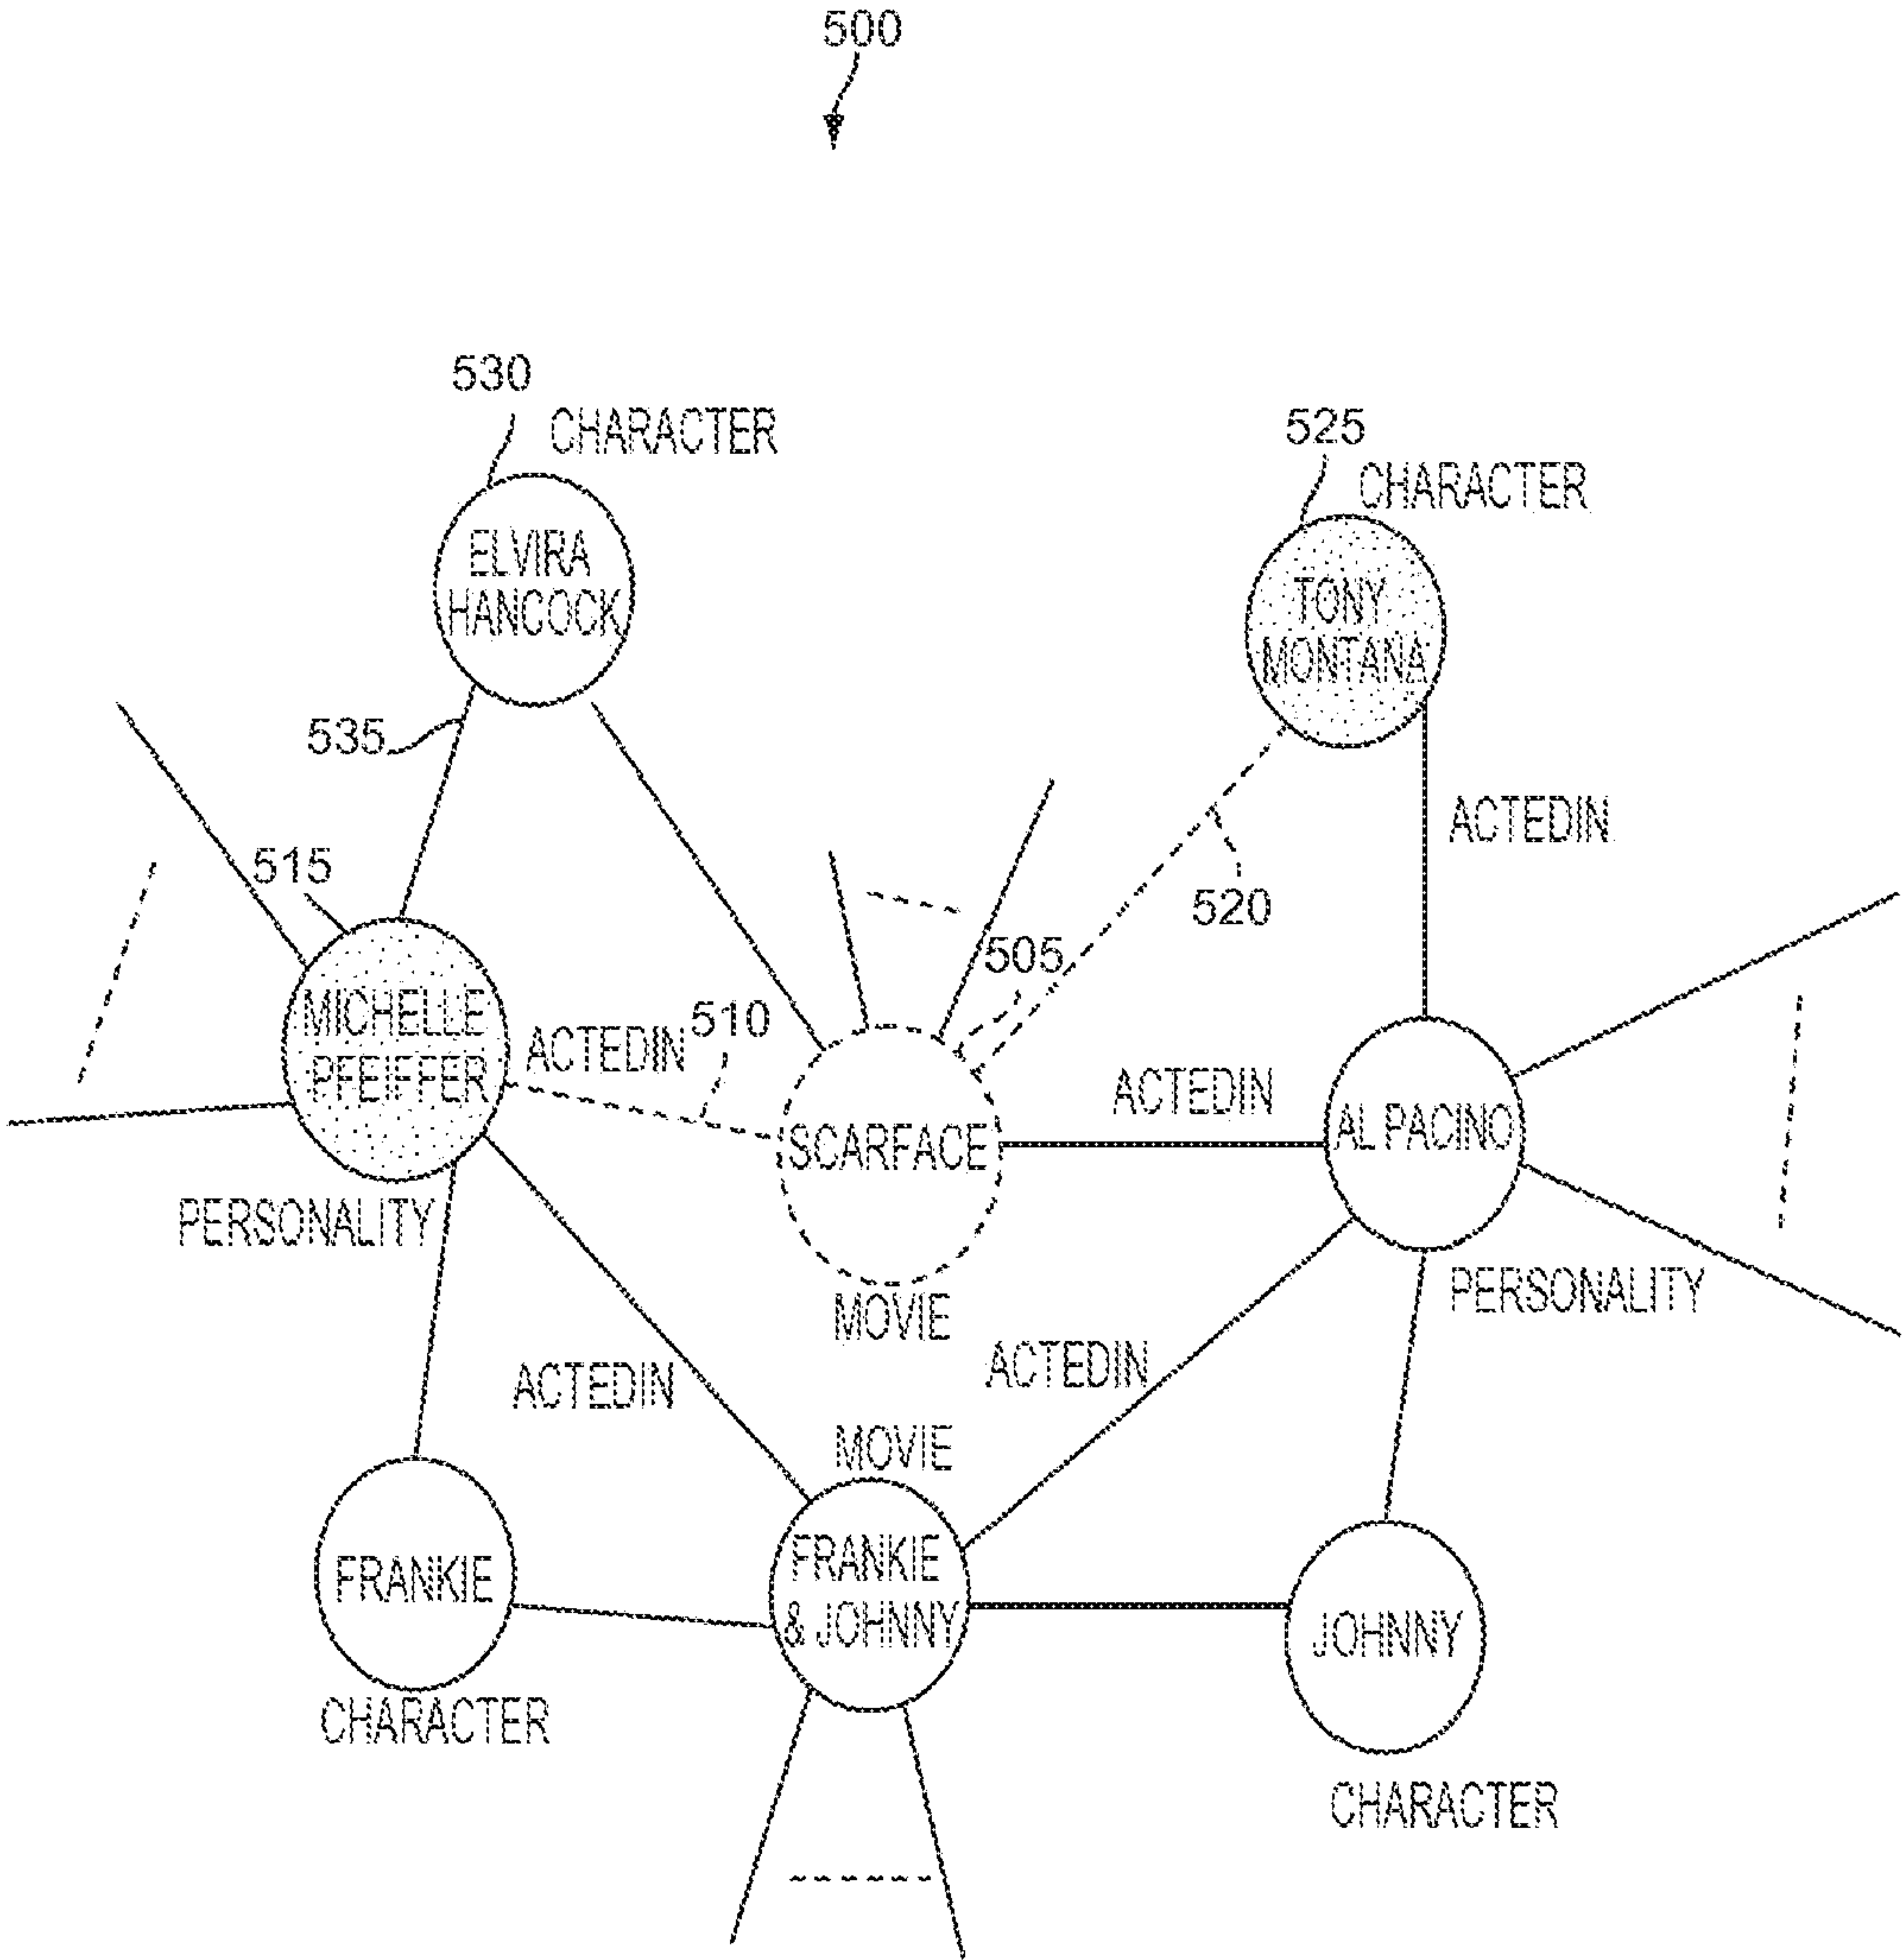 500
530
CHARACTER
525
CHARACTER
ELVIRA
HANCOCK
TONY
MONTANA
535
ACTEDIN
515
520
505
MICHELLE
PFEIFFER
ACTEDIN
510
ACTEDIN
SCARFACE
AL PACINO
PERSONALITY
PERSONALITY
MOVIE
ACTEDIN
ACTEDIN
MOVIE
FRANKIE
FRANKIE
& JOHNNY
JOHNNY
CHARACTER
CHARACTER